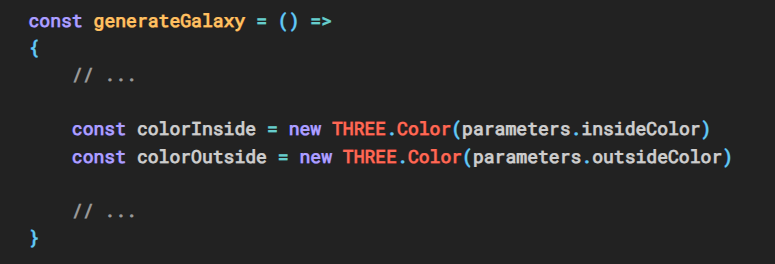 const generateGalaxy = () =>
{
    // ...
    const colorInside = new THREE.Color(parameters.insideColor)
    const colorOutside = new THREE.Color(parameters.outsideColor)
    // ...
}